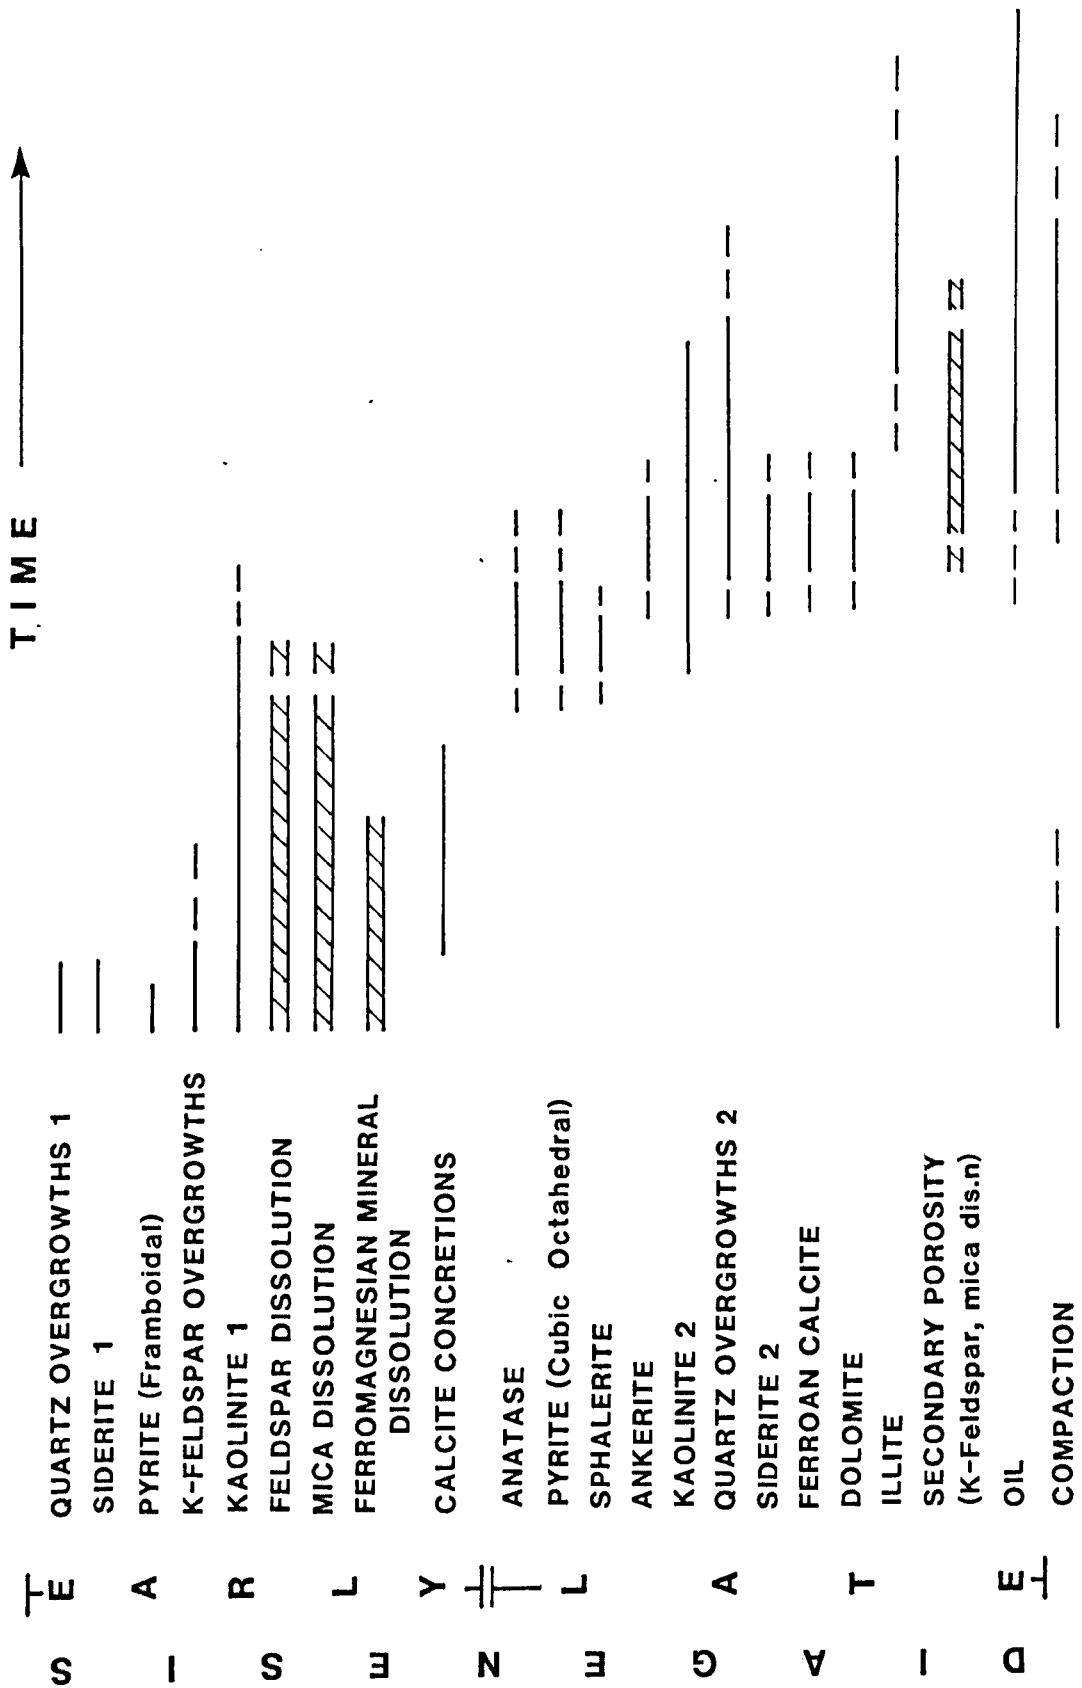 TIME
QUARTZ OVERGROWTHS 1
SIDERITE 1
PYRITE (Framboidal)
K-FELDSPAR OVERGROWTHS
KAOLINITE 1
FELDSPAR DISSOLUTION
MICA DISSOLUTION
FERROMAGNESIAN MINERAL
DISSOLUTION
CALCITE CONCRETIONS
ANATASE
PYRITE (Cubic Octahedral)
SPHALERITE
ANKERITE
KAOLINITE 2
QUARTZ OVERGROWTHS 2
SIDERITE 2
FERROAN CALCITE
DOLOMITE
ILLITE
SECONDARY POROSITY
(K-Feldspar, mica dis.n)
OIL
COMPACTION
EARLY
LATE
DIAGENESIS